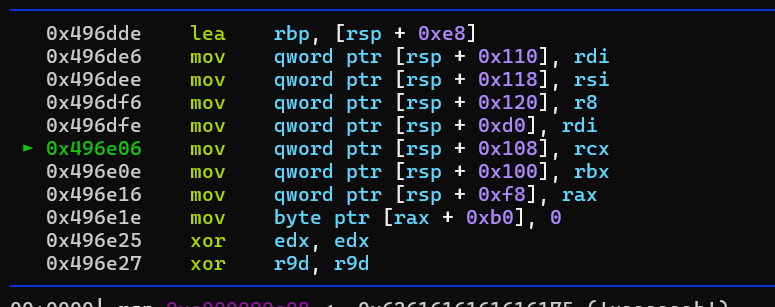 0x496dde lea rbp, [rsp + 0xe8]
0x496de6 mov qword ptr [rsp + 0x110], rdi
0x496dee mov qword ptr [rsp + 0x118], rsi
0x496df6 mov qword ptr [rsp + 0x120], r8
0x496dfe mov qword ptr [rsp + 0xd0], rdi
► 0x496e06 mov qword ptr [rsp + 0x108], rcx
0x496e0e mov qword ptr [rsp + 0x100], rbx
0x496e16 mov qword ptr [rsp + 0xf8], rax
0x496e1e mov byte ptr [rax + 0xb0], 0
0x496e25 xor edx, edx
0x496e27 xor r9d, r9d